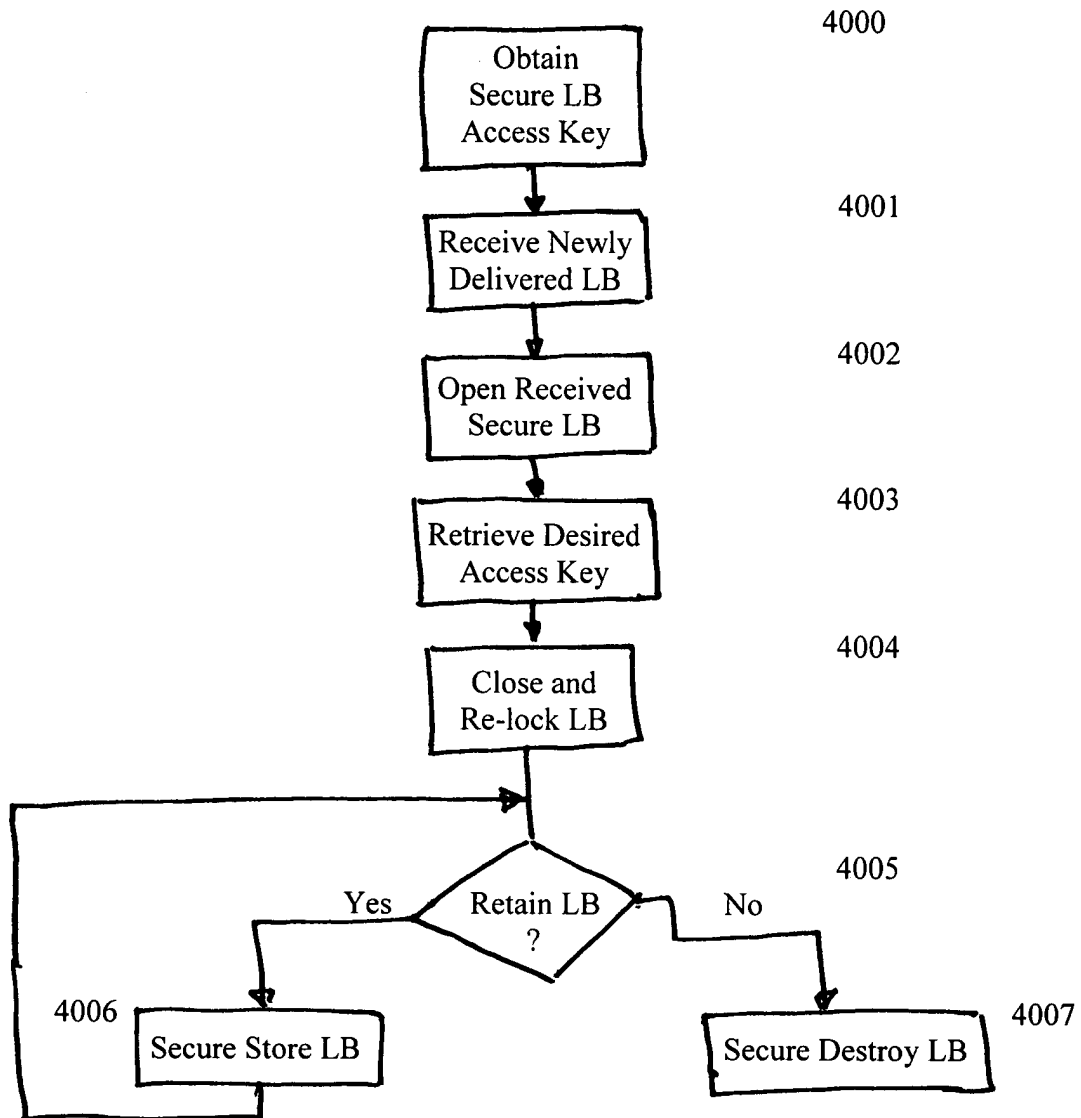 4000
Obtain
Secure LB
Access Key
4001
Receive Newly
Delivered LB
4002
Open Received
Secure LB
4003
Retrieve Desired
Access Key
4004
Close and
Re-lock LB
4005
Yes
Retain LB
?
No
4006
Secure Store LB
Secure Destroy LB
4007